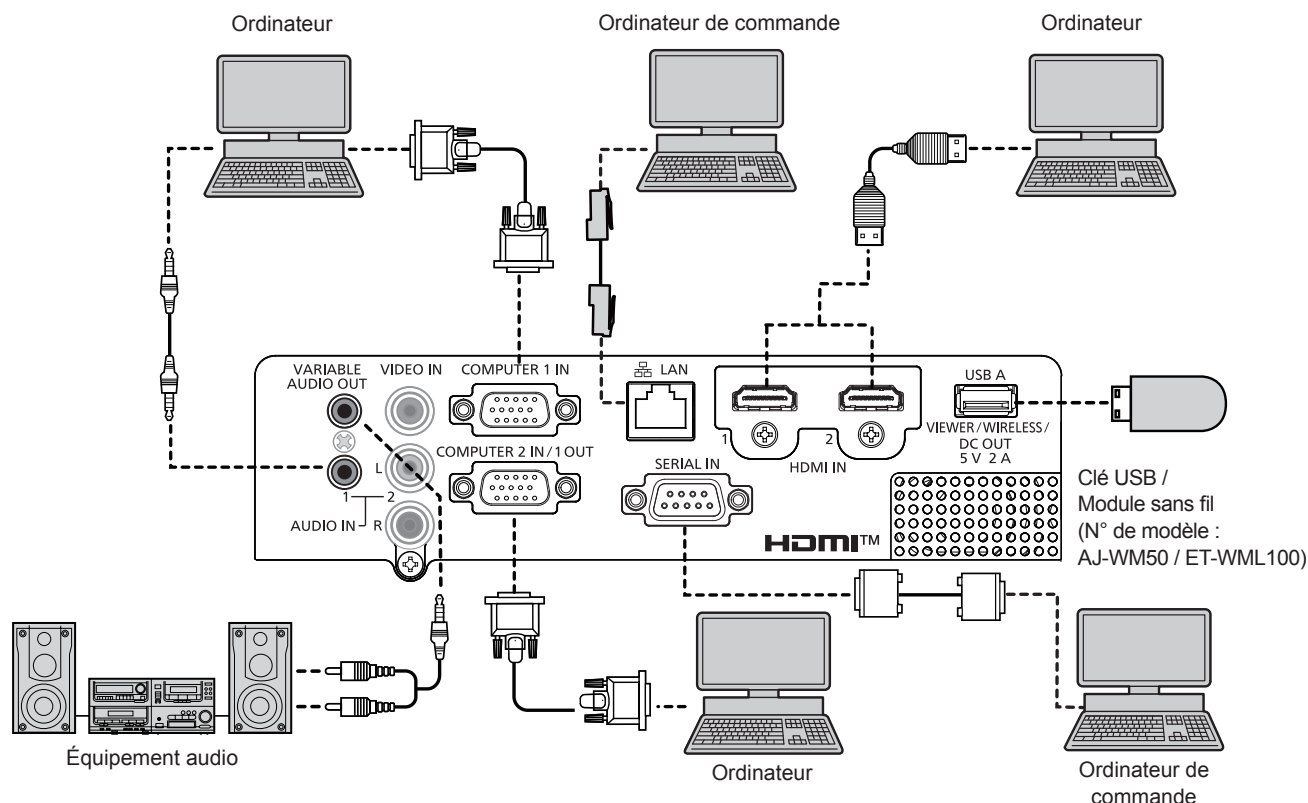 Ordinateur
Ordinateur de commande
Ordinateur
VARIABLE
AUDIO OUT
VIDEO IN
COMPUTER 1 IN
LAN
USB A
VIEWER/WIRELESS/
DC OUT
5 V 2 A
1
2
HDMI IN
COMPUTER 2 IN/1 OUT
SERIAL IN
L
1
2
AUDIO IN
R
HDMI™
Clé USB /
Module sans fil
(N° de modèle :
AJ-WM50 / ET-WML100)
Équipement audio
Ordinateur
Ordinateur de
commande